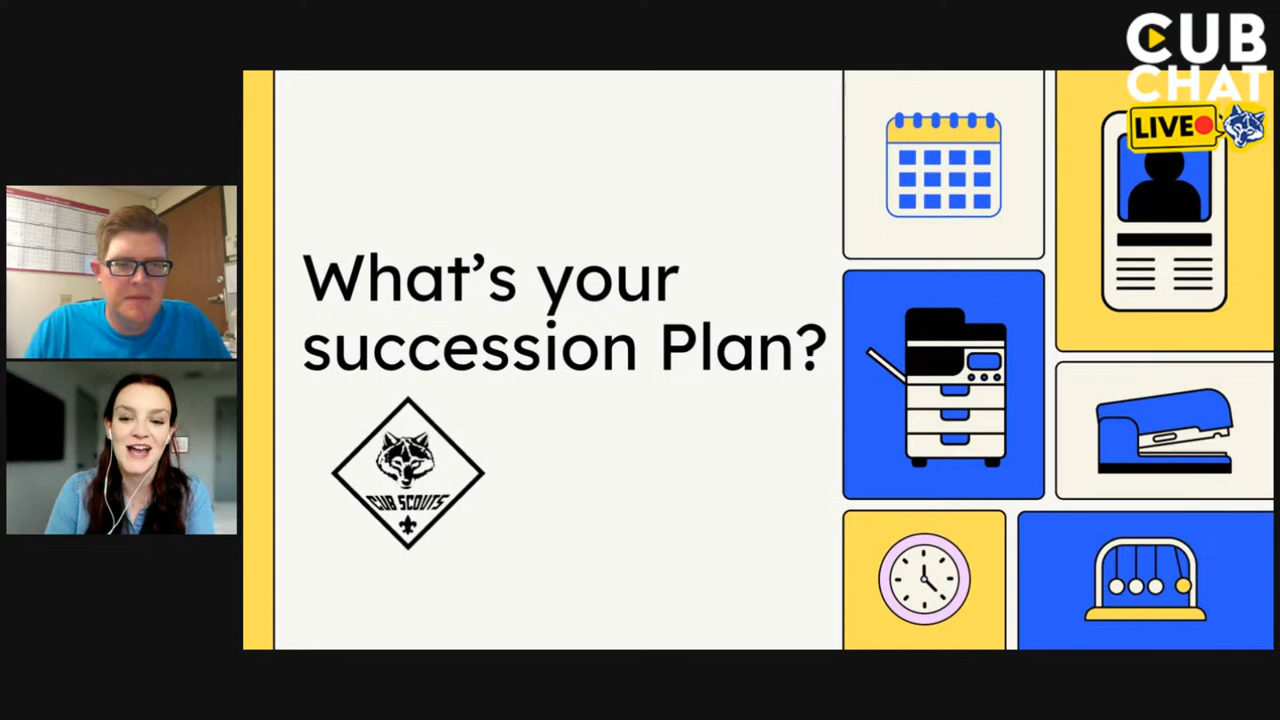 CUB
CHAT
LIVE
What's your
succession Plan?
CUB SCOUTS